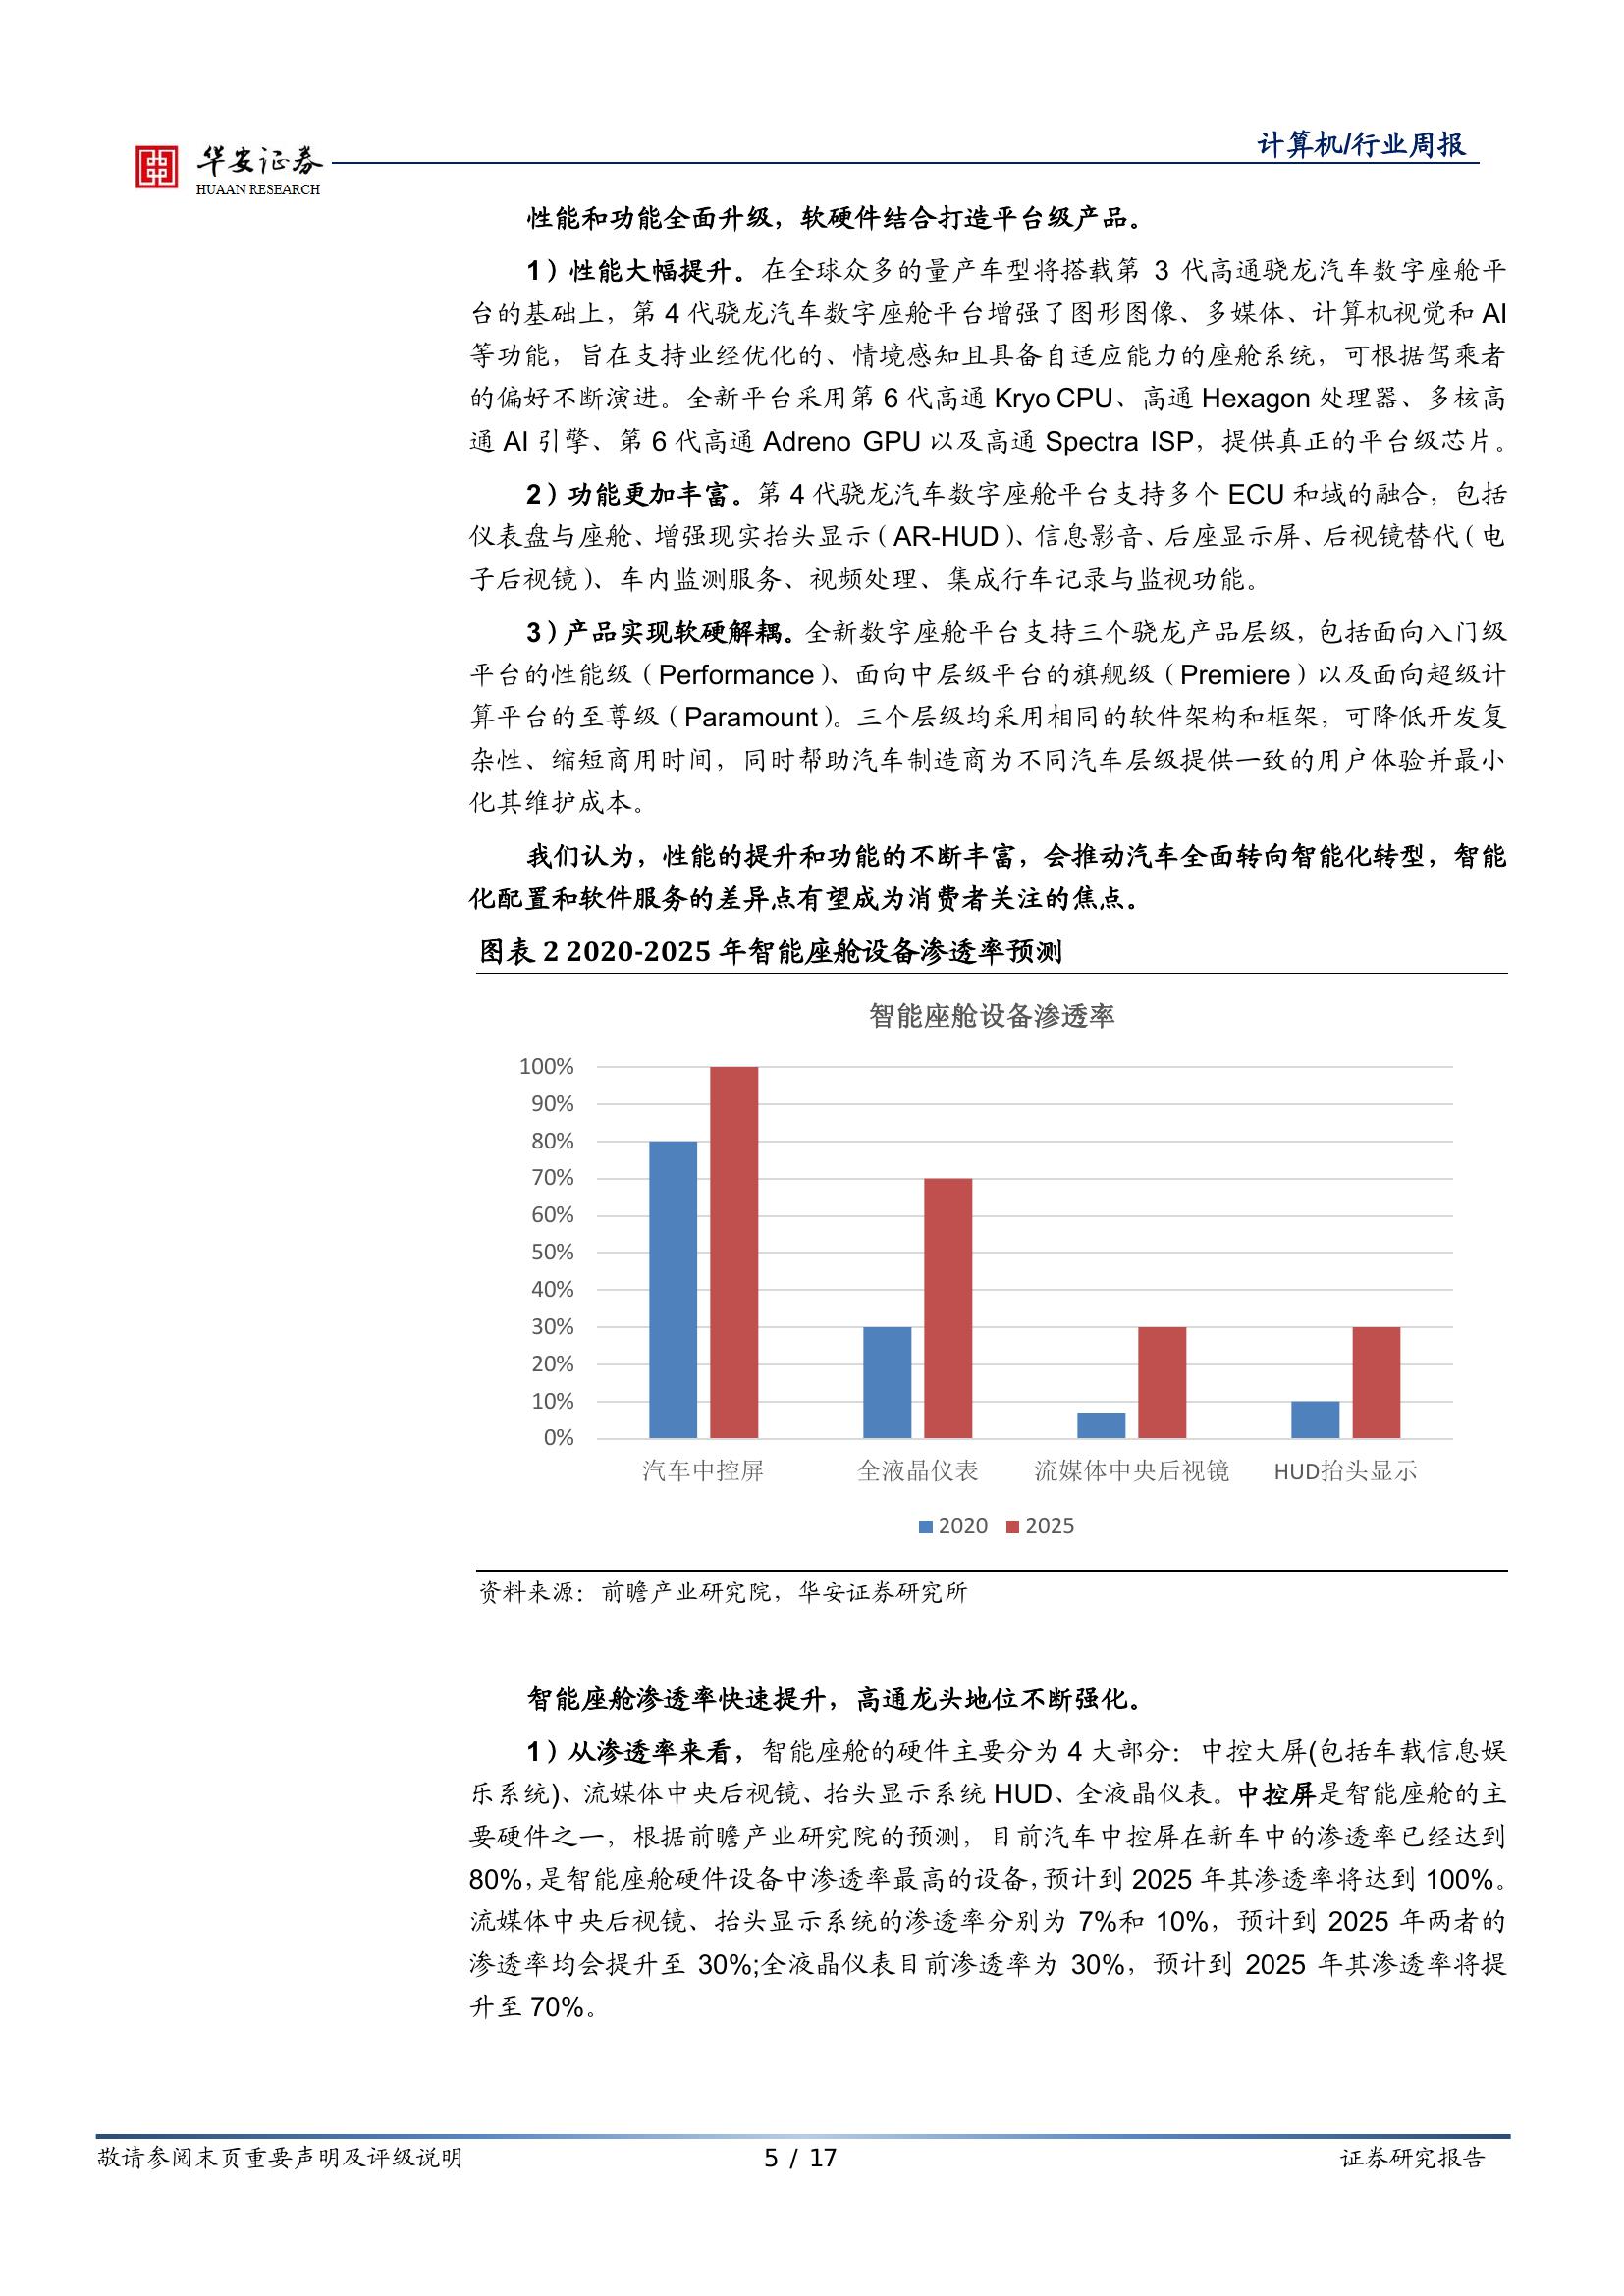 华安证券
HUAAN RESEARCH
计算机/行业周报
性能和功能全面升级，软硬件结合打造平台级产品。
1）性能大幅提升。在全球众多的量产车型将搭载第 3 代高通骁龙汽车数字座舱平
台的基础上，第 4 代骁龙汽车数字座舱平台增强了图形图像、多媒体、计算机视觉和 AI
等功能，旨在支持业经优化的、情境感知且具备自适应能力的座舱系统，可根据驾乘者
的偏好不断演进。全新平台采用第 6 代高通 Kryo CPU、高通 Hexagon 处理器、多核高
通 AI 引擎、第 6 代高通 Adreno GPU 以及高通 Spectra ISP，提供真正的平台级芯片。
2）功能更加丰富。第 4 代骁龙汽车数字座舱平台支持多个 ECU 和域的融合，包括
仪表盘与座舱、增强现实抬头显示（AR-HUD）、信息影音、后座显示屏、后视镜替代（电
子后视镜）、车内监测服务、视频处理、集成行车记录与监视功能。
3）产品实现软硬解耦。全新数字座舱平台支持三个骁龙产品层级，包括面向入门级
平台的性能级（Performance）、面向中层级平台的旗舰级（Premiere）以及面向超级计
算平台的至尊级（Paramount）。三个层级均采用相同的软件架构和框架，可降低开发复
杂性、缩短商用时间，同时帮助汽车制造商为不同汽车层级提供一致的用户体验并最小
化其维护成本。
我们认为，性能的提升和功能的不断丰富，会推动汽车全面转向智能化转型，智能
化配置和软件服务的差异点有望成为消费者关注的焦点。
图表 2 2020-2025 年智能座舱设备渗透率预测
智能座舱设备渗透率
100%
90%
80%
70%
60%
50%
40%
30%
20%
10%
0%
汽车中控屏 全液晶仪表 流媒体中央后视镜 HUD抬头显示
2020 2025
资料来源：前瞻产业研究院，华安证券研究所
智能座舱渗透率快速提升，高通龙头地位不断强化。
1）从渗透率来看，智能座舱的硬件主要分为 4 大部分：中控大屏(包括车载信息娱
乐系统)、流媒体中央后视镜、抬头显示系统 HUD、全液晶仪表。中控屏是智能座舱的主
要硬件之一，根据前瞻产业研究院的预测，目前汽车中控屏在新车中的渗透率已经达到
80%，是智能座舱硬件设备中渗透率最高的设备，预计到 2025 年其渗透率将达到 100%。
流媒体中央后视镜、抬头显示系统的渗透率分别为 7%和 10%，预计到 2025 年两者的
渗透率均会提升至 30%;全液晶仪表目前渗透率为 30%，预计到 2025 年其渗透率将提
升至 70%。
敬请参阅末页重要声明及评级说明
5 / 17
证券研究报告